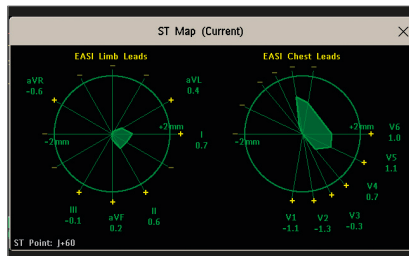 ST Map (Current)
EASI Limb Leads
EASI Chest Leads
aVR
-0.6
aVL
0.4
+2mm
-2mm
I
0.7
III
-0.1
aVF
0.2
II
0.6
+2mm
-2mm
V6
1.0
V5
1.1
V4
0.7
V3
-0.3
V2
-1.3
V1
-1.1
ST Point: J+60